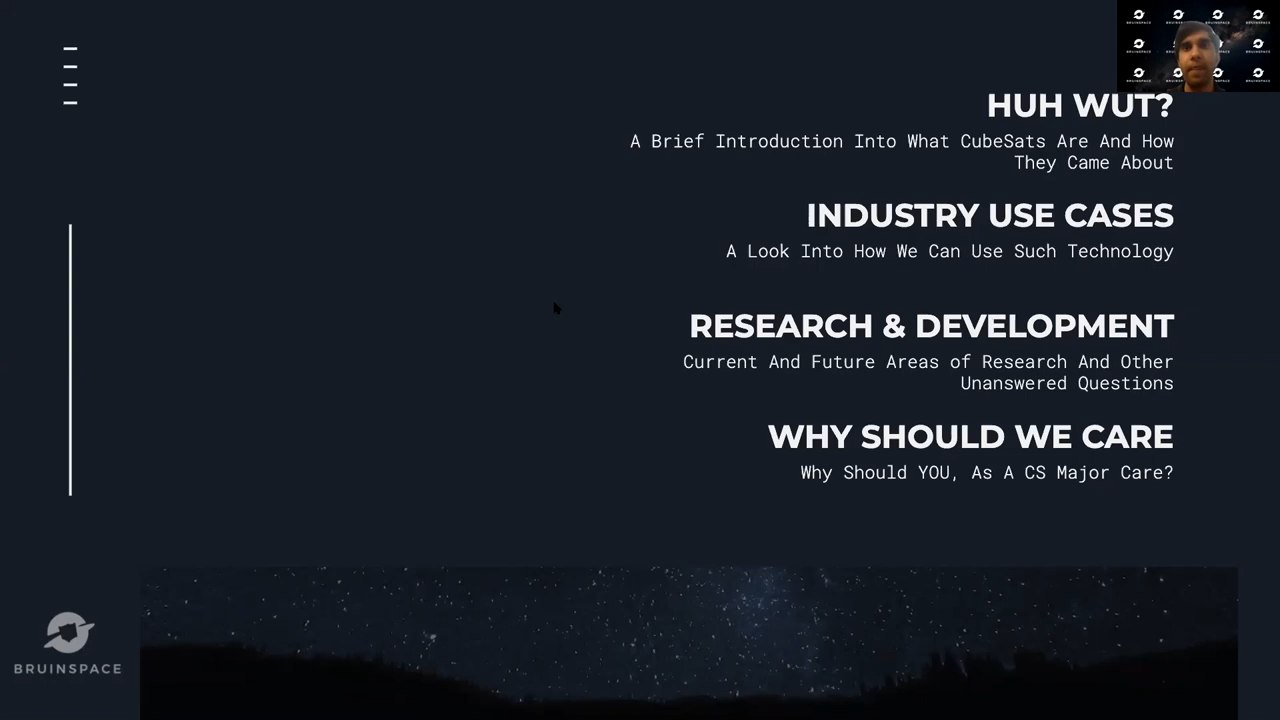 HUH WUT?
A Brief Introduction Into What CubeSats Are And How
They Came About
INDUSTRY USE CASES
A Look Into How We Can Use Such Technology
RESEARCH & DEVELOPMENT
Current And Future Areas of Research And Other
Unanswered Questions
WHY SHOULD WE CARE
Why Should YOU, As A CS Major Care?
BRUINSPACE